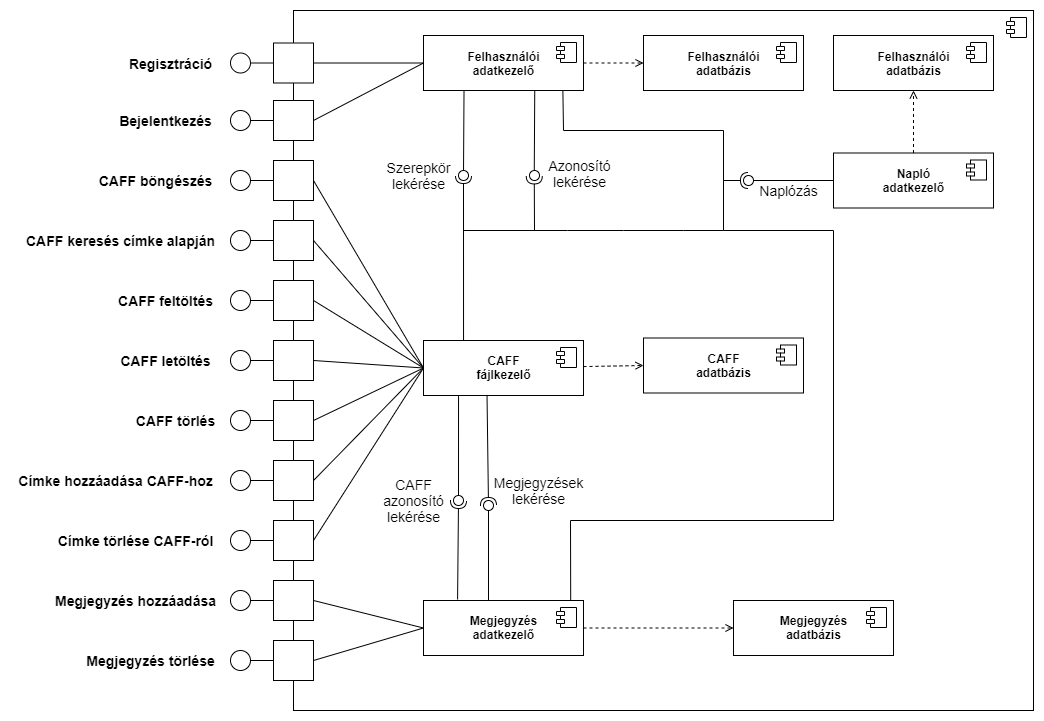 Regisztráció
Bejelentkezés
CAFF böngészés
CAFF keresés címke alapján
CAFF feltöltés
CAFF letöltés
CAFF törlés
Címke hozzáadása CAFF-hoz
Címke törlése CAFF-ról
Megjegyzés hozzáadása
Megjegyzés törlése
Felhasználói
adatkezelő
Felhasználói
adatbázis
Felhasználói
adatbázis
Szerepkör
lekérése
Azonosító
lekérése
Naplózás
Napló
adatkezelő
CAFF
fájlkezelő
CAFF
adatbázis
CAFF
azonosító
lekérése
Megjegyzések
lekérése
Megjegyzés
adatkezelő
Megjegyzés
adatbázis